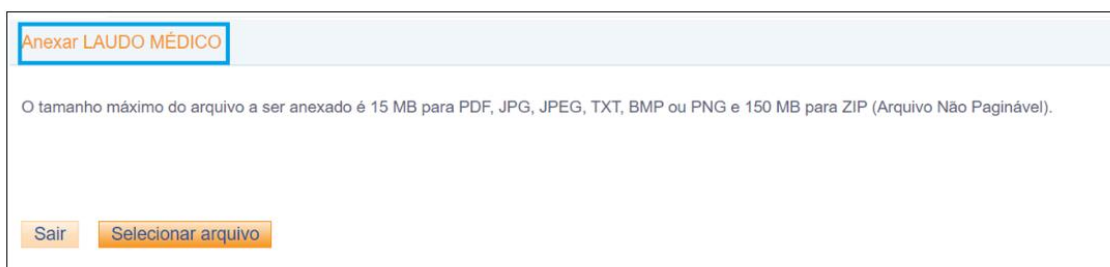 Anexar LAUDO MÉDICO
O tamanho máximo do arquivo a ser anexado é 15 MB para PDF, JPG, JPEG, TXT, BMP ou PNG e 150 MB para ZIP (Arquivo Não Paginável).
Sair Selecionar arquivo